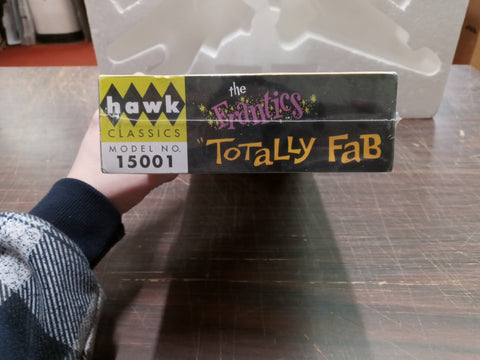 hawk
CLASSICS
MODEL NO.
15001
the
Frantics
TOTALLY FAB